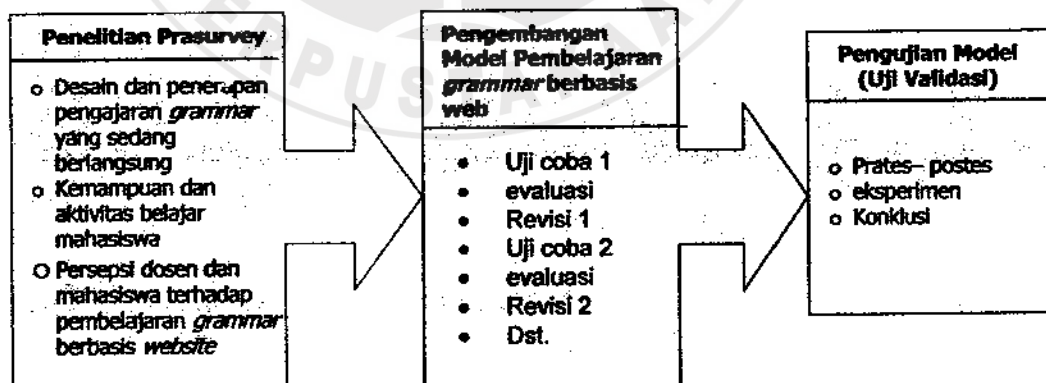 Penelitian Prasurvey
o Desain dan penerapan
pengajaran grammar
yang sedang
berlangsung
o Kemampuan dan
aktivitas belajar
mahasiswa
o Persepsi dosen dan
mahasiswa terhadap
pembelajaran grammar
berbasis website
Pengembangan
Model Pembelajaran
grammar berbasis
web
• Uji coba 1
• evaluasi
• Revisi 1
• Uji coba 2
• evaluasi
• Revisi 2
• Dst.
Pengujian Model
(Uji Validasi)
o Prates– postes
o eksperimen
o Konklusi